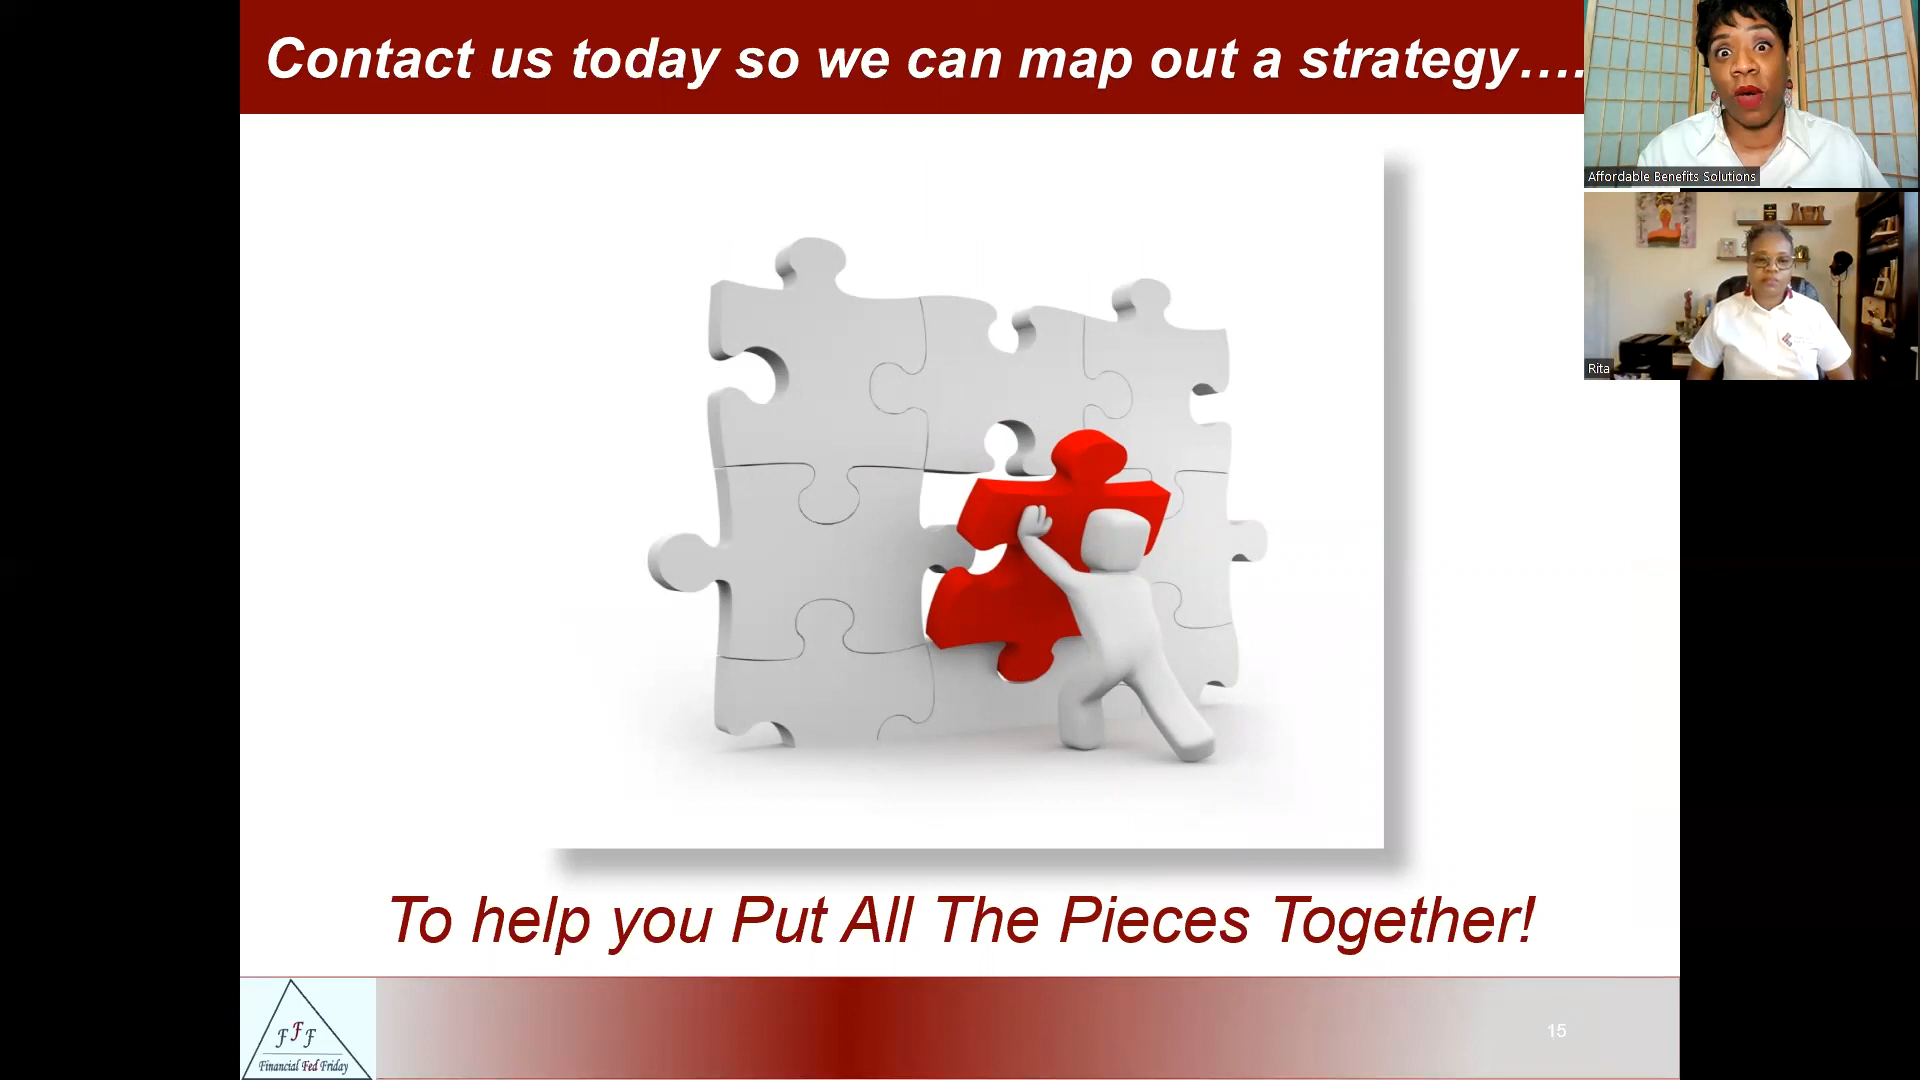 Contact us today so we can map out a strategy….
Affordable Benefits Solutions
Rita
To help you Put All The Pieces Together!
F F F
Financial Fed Friday
15